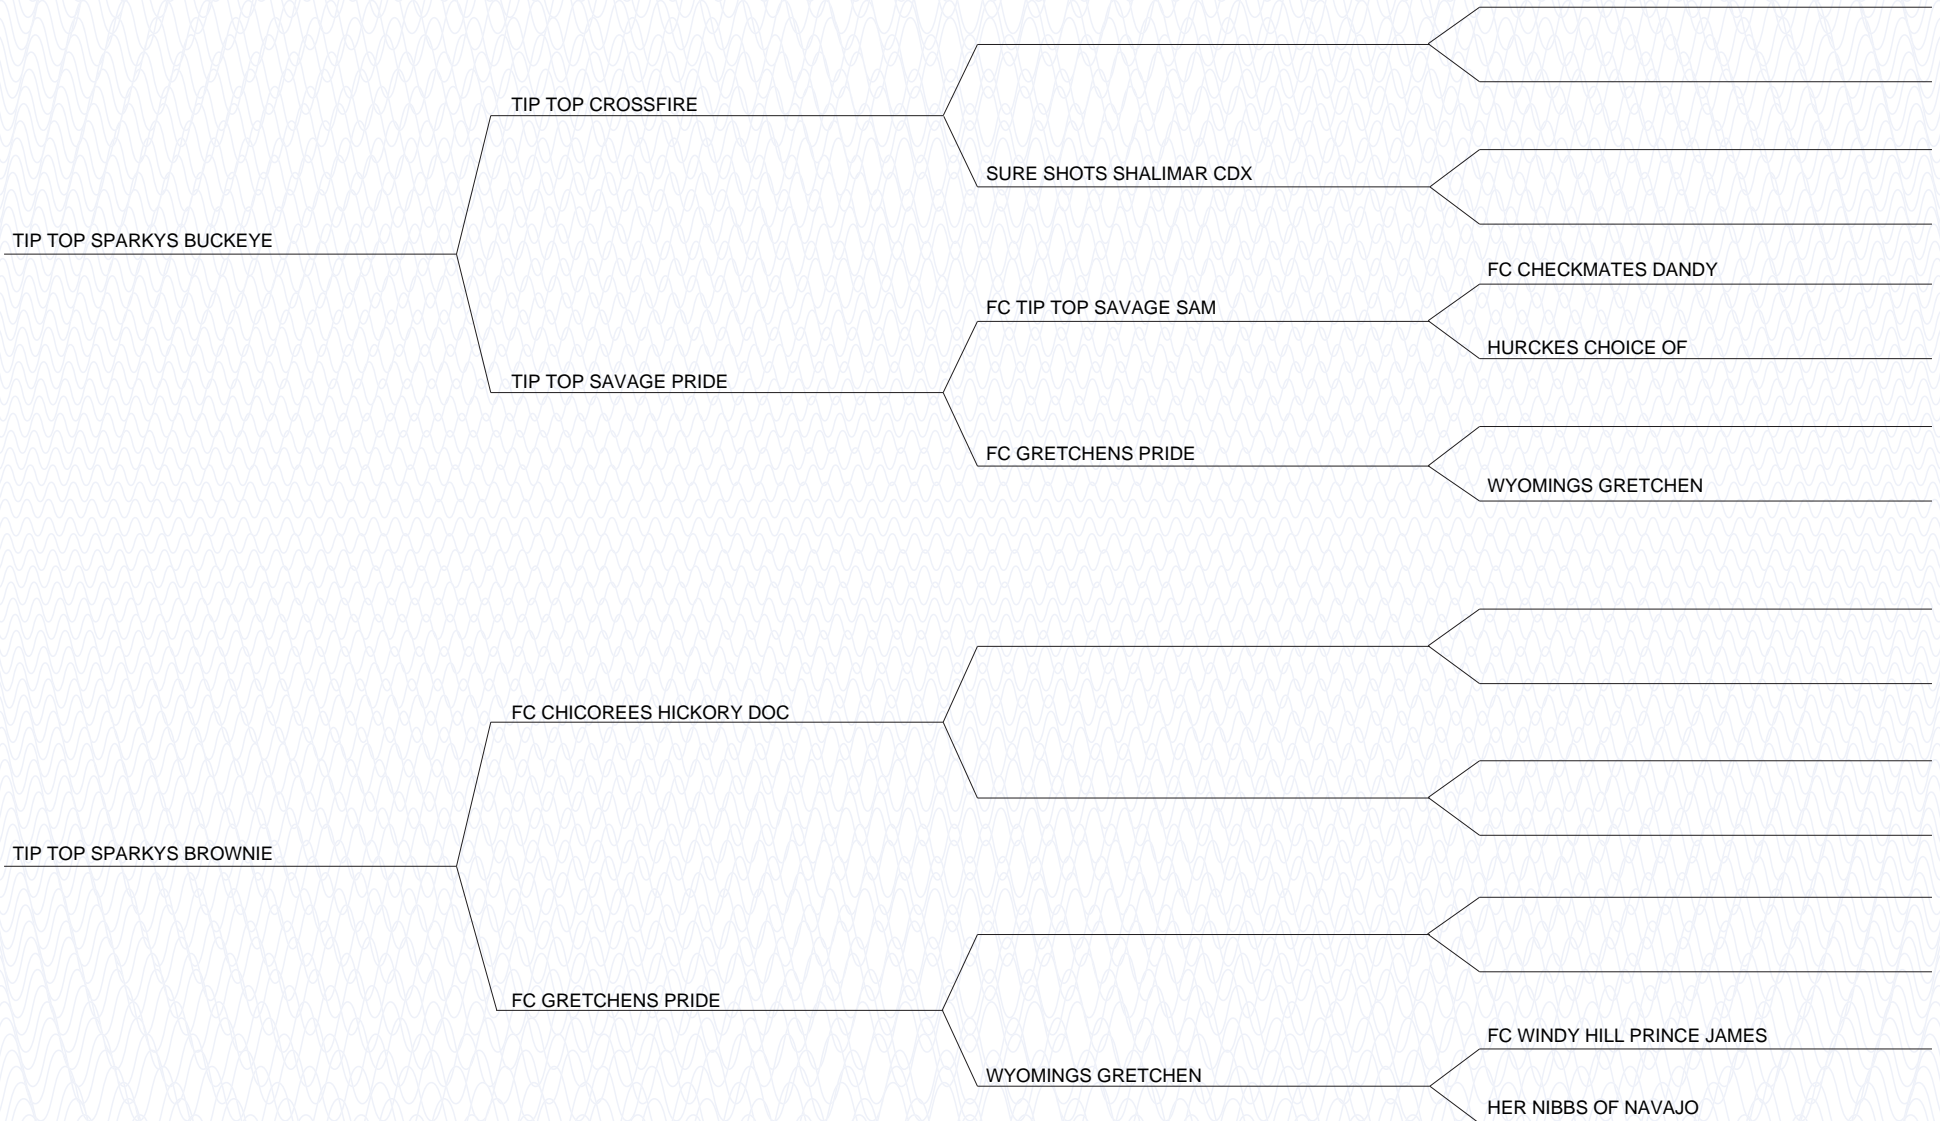 TIP TOP CROSSFIRE
SURE SHOTS SHALIMAR CDX
TIP TOP SPARKYS BUCKEYE
FC CHECKMATES DANDY
FC TIP TOP SAVAGE SAM
HURCKES CHOICE OF
TIP TOP SAVAGE PRIDE
FC GRETCHENS PRIDE
WYOMINGS GRETCHEN
FC CHICOREES HICKORY DOC
TIP TOP SPARKYS BROWNIE
FC GRETCHENS PRIDE
FC WINDY HILL PRINCE JAMES
WYOMINGS GRETCHEN
HER NIBBS OF NAVAJO